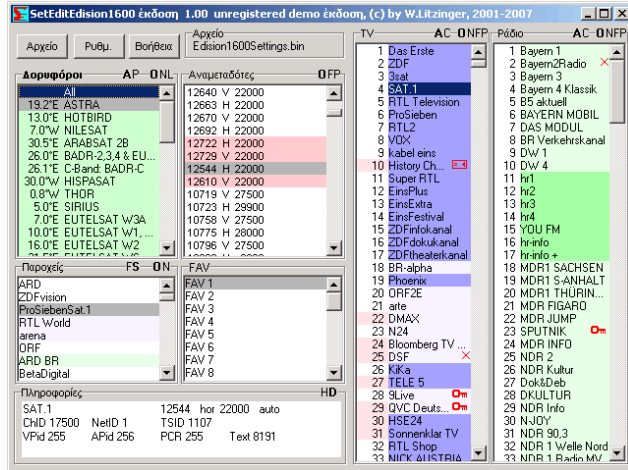 SetEditEdision1600 έκδοση 1.00 unregistered demo έκδοση, (c) by W.Litzinger, 2001-2007
Αρχείο
Ρυθμ.
Βοήθεια
Αρχείο
Edision1600Settings.bin
Δορυφόροι AP ONL
All
19.2°E ASTRA
13.0°E HOTBIRD
7.0°W NILESAT
30.5°E ARABSAT 2B
26.0°E BADR-2,3,4 & EU...
26.1°E C-Band: BADR-C
30.0°W HISPASAT
0.8°W THOR
5.0°E SIRIUS
7.0°E EUTELSAT W3A
10.0°E EUTELSAT W1, ...
16.0°E EUTELSAT W2
Αναμεταδότες OFP
12640 V 22000
12663 H 22000
12670 V 22000
12692 H 22000
12722 H 22000
12729 V 22000
12544 H 22000
12610 V 22000
10719 V 27500
10723 H 29900
10758 V 27500
10775 H 28000
10796 V 27500
Παροχείς FS ON
ARD
ZDFvision
ProSiebenSat.1
RTL World
arena
ORF
ARD BR
BetaDigital
FAV
FAV 1
FAV 2
FAV 3
FAV 4
FAV 5
FAV 6
FAV 7
FAV 8
Πληροφορίες HD
SAT.1 12544 hor 22000 auto
ChID 17500 NetID 1 TSID 1107
VPid 255 APid 256 PCR 255 Text 8191
TV AC ONFP
1 Das Erste
2 ZDF
3 3sat
4 SAT.1
5 RTL Television
6 ProSieben
7 RTL2
8 VOX
9 kabel eins
10 History Ch...
11 Super RTL
12 EinsPlus
13 EinsExtra
14 EinsFestival
15 ZDFinfokanal
16 ZDFdokukanal
17 ZDFtheaterkanal
18 BR-alpha
19 Phoenix
20 ORF2E
21 arte
22 DMAX
23 N24
24 Bloomberg TV ...
25 DSF
26 KiKa
27 TELE 5
28 9Live
29 QVC Deuts...
30 HSE24
31 Sonnenklar TV
32 RTL Shop
33 NICK AUSTRIA
Ράδιο AC ONFP
1 Bayern 1
2 Bayern2Radio
3 Bayern 3
4 Bayern 4 Klassik
5 B5 aktuell
6 BAYERN MOBIL
7 DAS MODUL
8 BR Verkehrskanal
9 DW 1
10 DW 4
11 hr1
12 hr2
13 hr3
14 hr4
15 YOU FM
16 hr-info
17 hr-info +
18 MDR1 SACHSEN
19 MDR1 S-ANHALT
20 MDR1 THÜRIN...
21 MDR FIGARO
22 MDR JUMP
23 SPUTNIK
24 MDR INFO
25 NDR 2
26 NDR Kultur
27 Dok&Deb
28 DKULTUR
29 NDR Info
30 N-JOY
31 NDR 90,3
32 NDR 1 Welle Nord
33 NDR 1 Radio MV